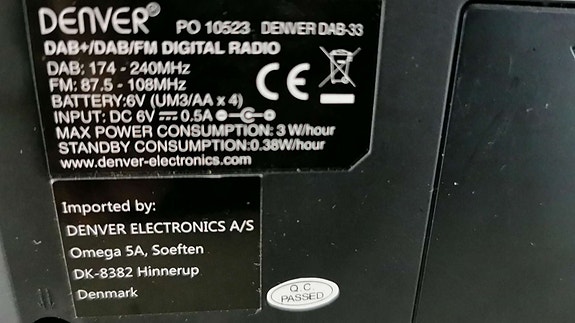 DENVER® PO 10523 DENVER DAB-33
DAB+/DAB/FM DIGITAL RADIO
DAB: 174 - 240MHz
FM: 87.5 - 108MHz
BATTERY:6V (UM3/AA x 4)
INPUT: DC 6V ⎓ 0.5A
MAX POWER CONSUMPTION: 3 W/hour
STANDBY CONSUMPTION:0.38W/hour
www.denver-electronics.com
CE
Imported by:
DENVER ELECTRONICS A/S
Omega 5A, Soeften
DK-8382 Hinnerup
Denmark
Q.C.
PASSED